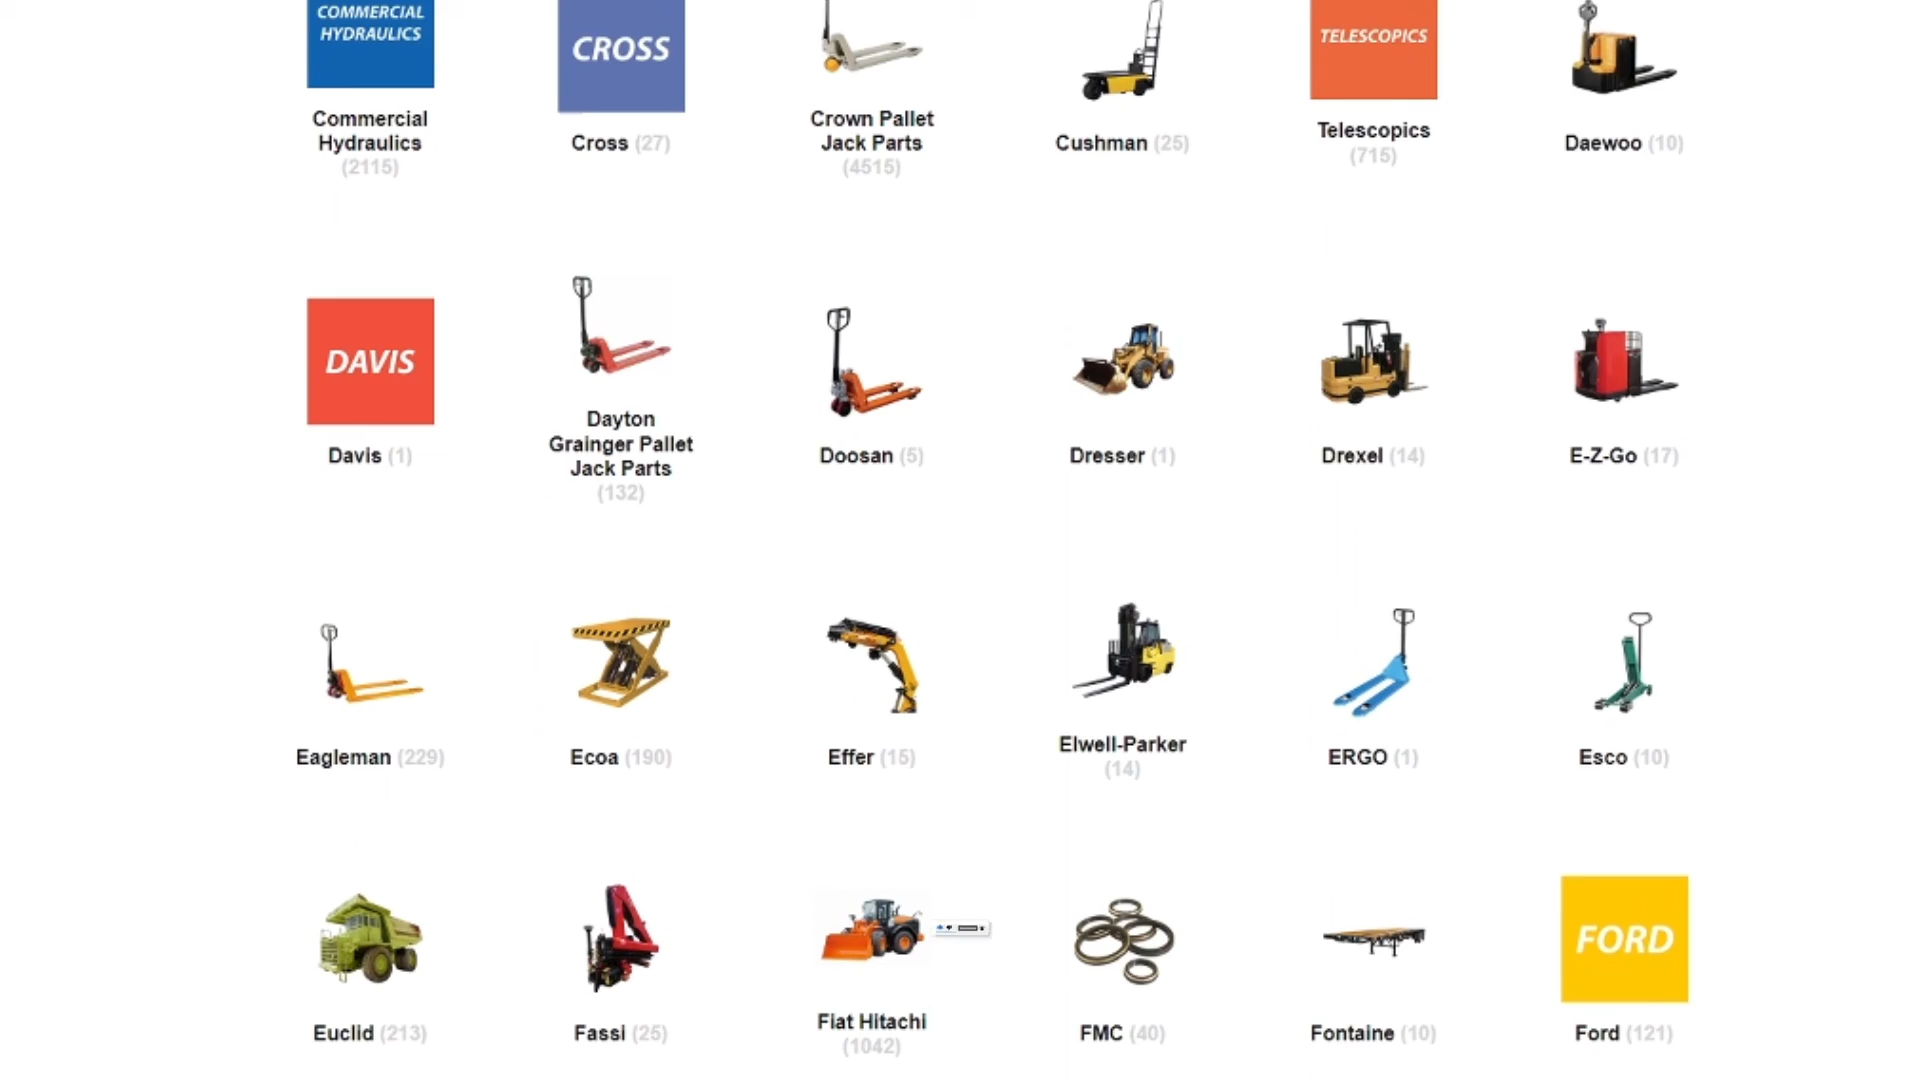 COMMERCIAL
HYDRAULICS
CROSS
TELESCOPICS
Commercial
Hydraulics
(2115)
Cross (27)
Crown Pallet
Jack Parts
(4515)
Cushman (25)
Telescopics
(715)
Daewoo (10)
DAVIS
Davis (1)
Dayton
Grainger Pallet
Jack Parts
(132)
Doosan (5)
Dresser (1)
Drexel (14)
E-Z-Go (17)
Eagleman (229)
Ecoa (190)
Effer (15)
Elwell-Parker
(14)
ERGO (1)
Esco (10)
FORD
Euclid (213)
Fassi (25)
Fiat Hitachi
(1042)
FMC (40)
Fontaine (10)
Ford (121)